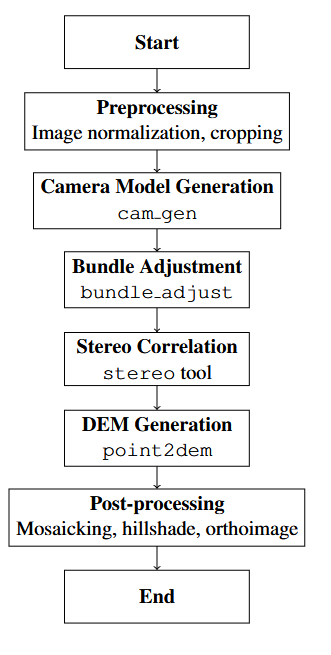 Start
Preprocessing
Image normalization, cropping
Camera Model Generation
cam_gen
Bundle Adjustment
bundle_adjust
Stereo Correlation
stereo tool
DEM Generation
point2dem
Post-processing
Mosaicking, hillshade, orthoimage
End